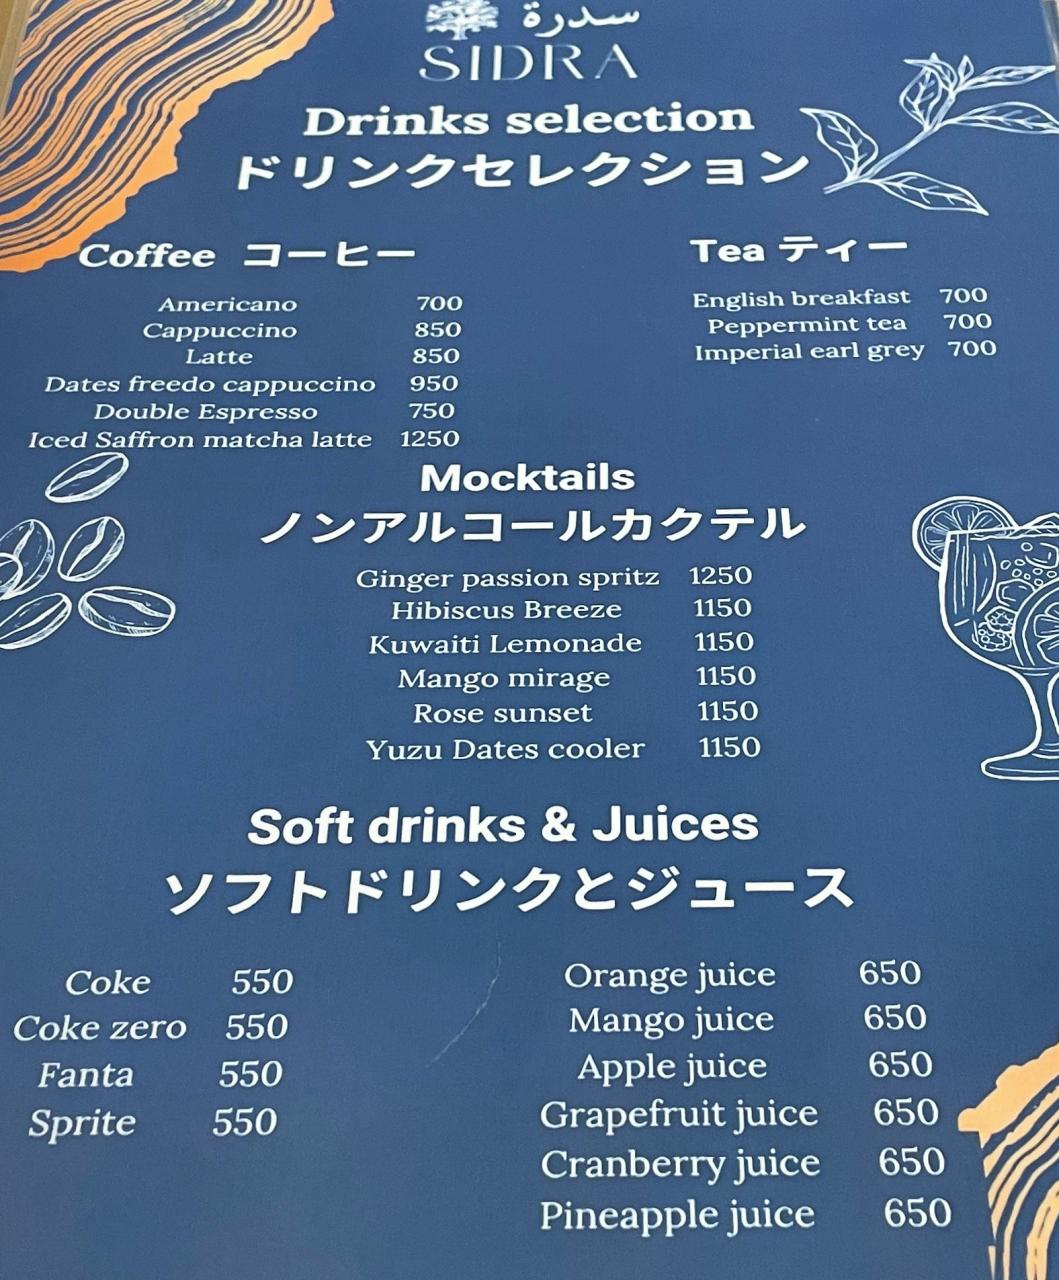 سدرة
SIDRA
Drinks selection
ドリンクセレクション
Coffee コーヒー
Americano 700
Cappuccino 850
Latte 850
Dates freedo cappuccino 950
Double Espresso 750
Iced Saffron matcha latte 1250
Tea ティー
English breakfast 700
Peppermint tea 700
Imperial earl grey 700
Mocktails
ノンアルコールカクテル
Ginger passion spritz 1250
Hibiscus Breeze 1150
Kuwaiti Lemonade 1150
Mango mirage 1150
Rose sunset 1150
Yuzu Dates cooler 1150
Soft drinks & Juices
ソフトドリンクとジュース
Coke 550
Coke zero 550
Fanta 550
Sprite 550
Orange juice 650
Mango juice 650
Apple juice 650
Grapefruit juice 650
Cranberry juice 650
Pineapple juice 650